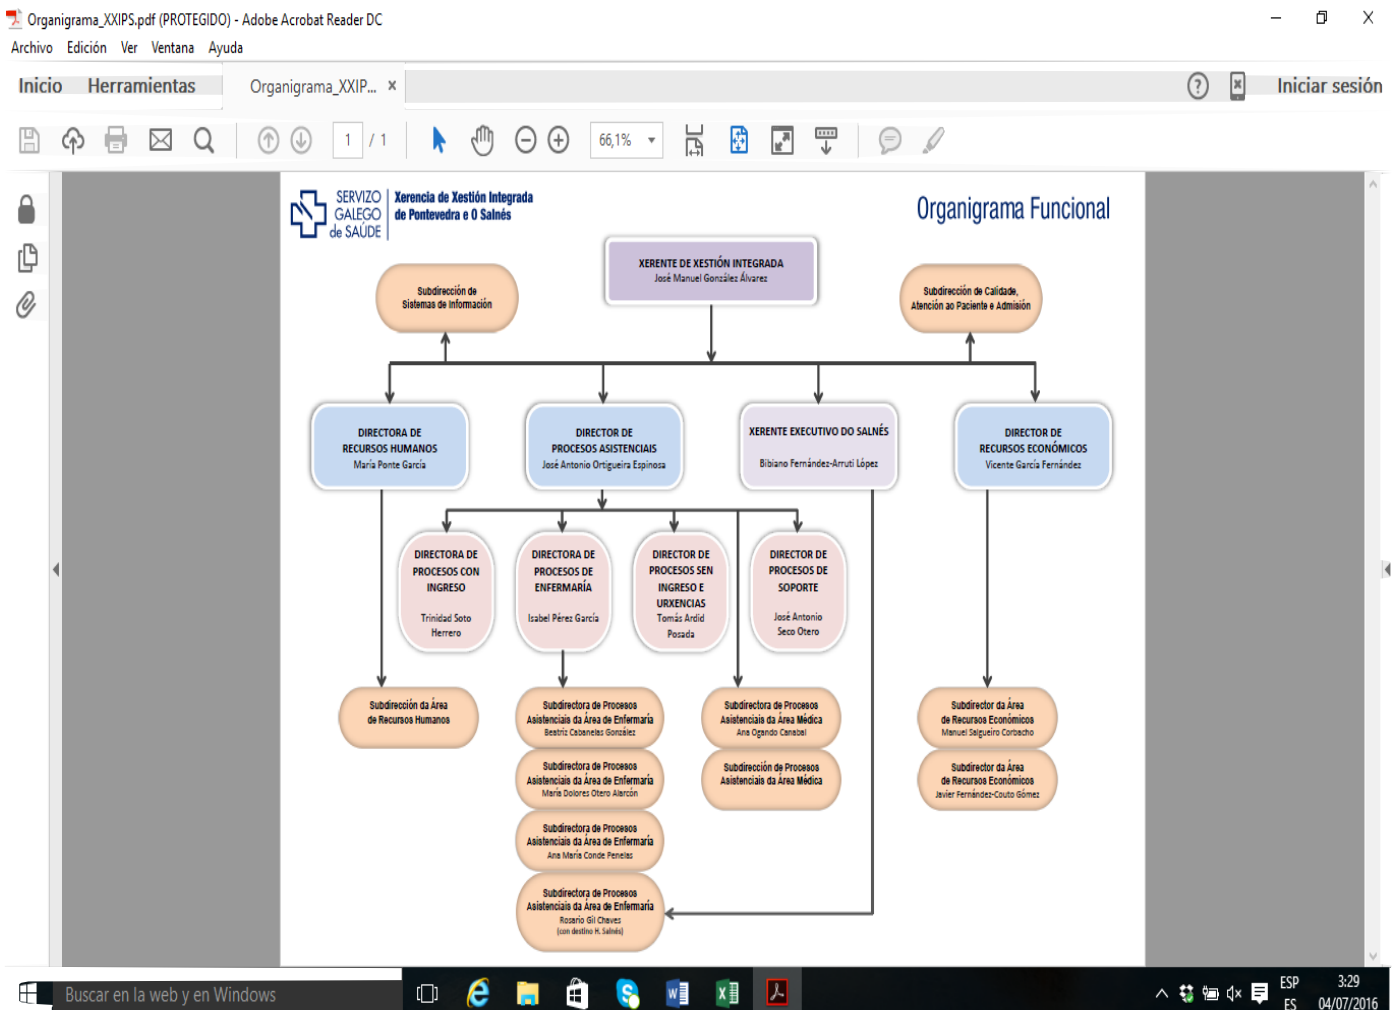 Organigrama_XXIPS.pdf (PROTEGIDO) - Adobe Acrobat Reader DC
Archivo Edición Ver Ventana Ayuda
Inicio Herramientas Organigrama_XXIP... × Iniciar sesión
1 / 1 66,1%
SERVIZO
GALEGO
de SAÚDE
Xerencia de Xestión Integrada
de Pontevedra e O Salnés
Organigrama Funcional
XERENTE DE XESTIÓN INTEGRADA
José Manuel González Álvarez
Subdirección de
Sistemas de Información
Subdirección de Calidade,
Atención ao Paciente e Admisión
DIRECTORA DE
RECURSOS HUMANOS
María Ponte García
DIRECTOR DE
PROCESOS ASISTENCIAIS
José Antonio Ortigueira Espinosa
XERENTE EXECUTIVO DO SALNÉS
Bibiano Fernández-Arruti López
DIRECTOR DE
RECURSOS ECONÓMICOS
Vicente García Fernández
DIRECTORA DE
PROCESOS CON
INGRESO
Trinidad Soto
Herrero
DIRECTORA DE
PROCESOS DE
ENFERMARÍA
Isabel Pérez García
DIRECTOR DE
PROCESOS SEN
INGRESO E
URXENCIAS
Tomás Ardid
Posada
DIRECTOR DE
PROCESOS DE
SOPORTE
José Antonio
Seco Otero
Subdirección da Área
de Recursos Humanos
Subdirectora de Procesos
Asistenciais da Área de Enfermaría
Beatriz Cabanelas González
Subdirectora de Procesos
Asistenciais da Área de Enfermaría
María Dolores Otero Alarcón
Subdirectora de Procesos
Asistenciais da Área de Enfermaría
Ana María Conde Penelas
Subdirectora de Procesos
Asistenciais da Área de Enfermaría
Rosario Gil Chaves
(con destino H. Salnés)
Subdirectora de Procesos
Asistenciais da Área Médica
Ana Ogando Canabal
Subdirección de Procesos
Asistenciais da Área Médica
Subdirector da Área
de Recursos Económicos
Manuel Salgueiro Corbacho
Subdirector da Área
de Recursos Económicos
Javier Fernández-Couto Gómez
Buscar en la web y en Windows
ESP
ES
3:29
04/07/2016